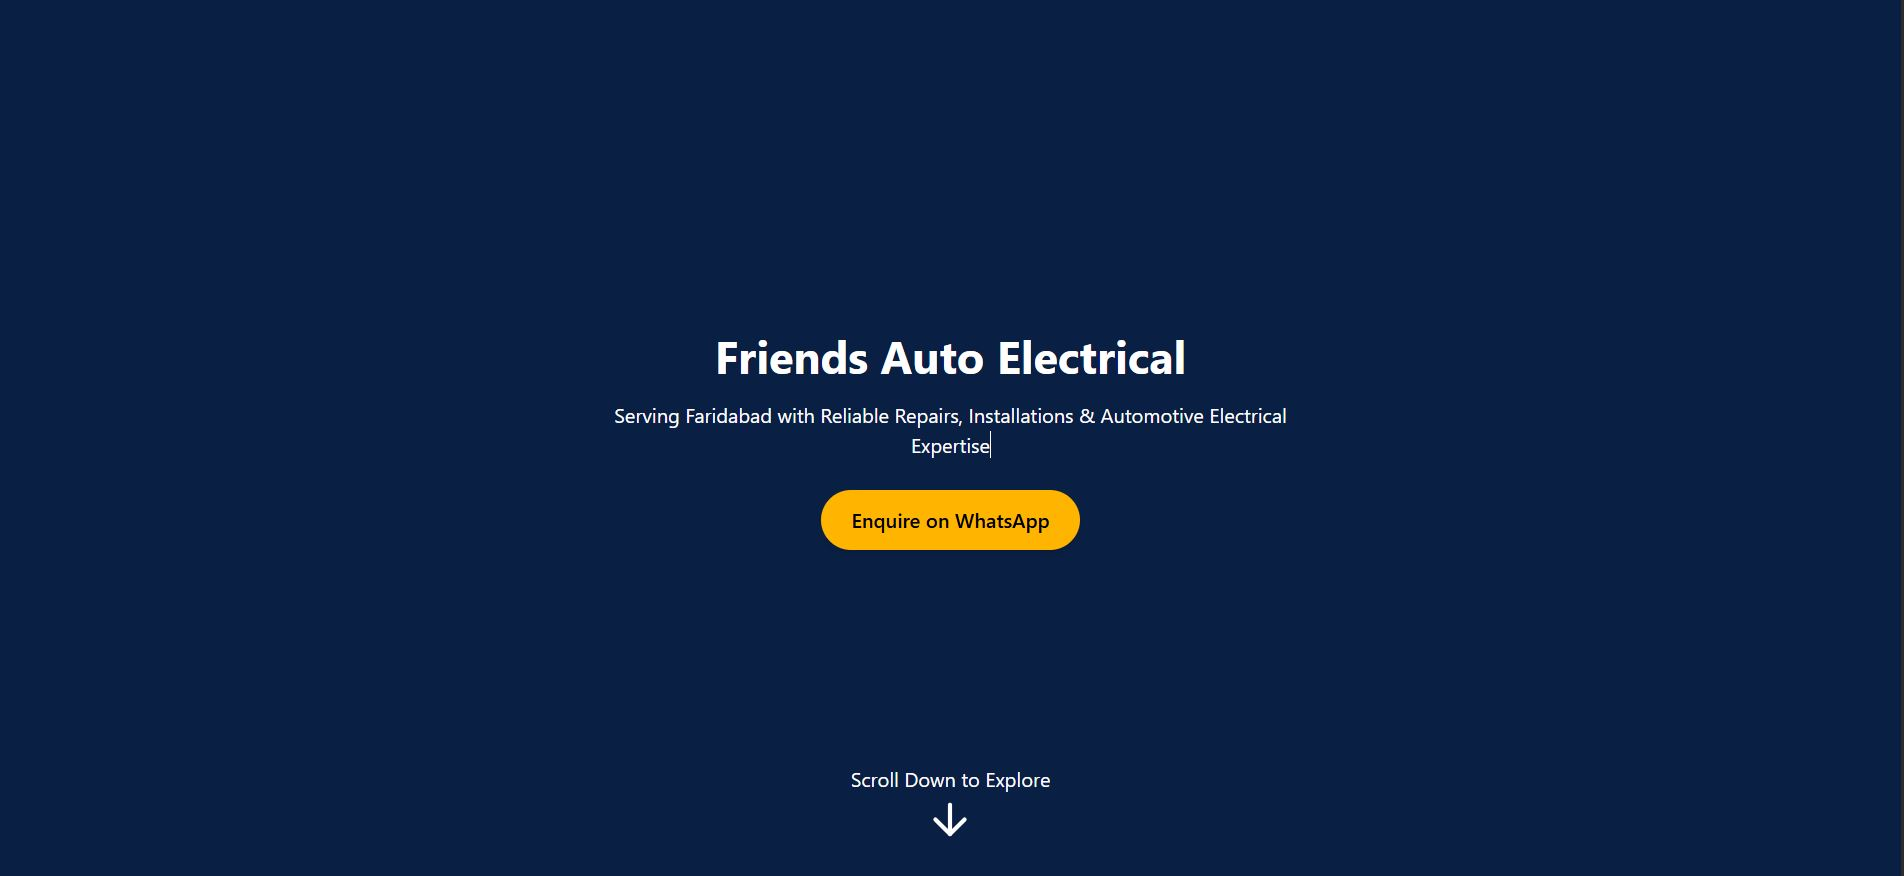 Friends Auto Electrical
Serving Faridabad with Reliable Repairs, Installations & Automotive Electrical
Expertise
Enquire on WhatsApp
Scroll Down to Explore